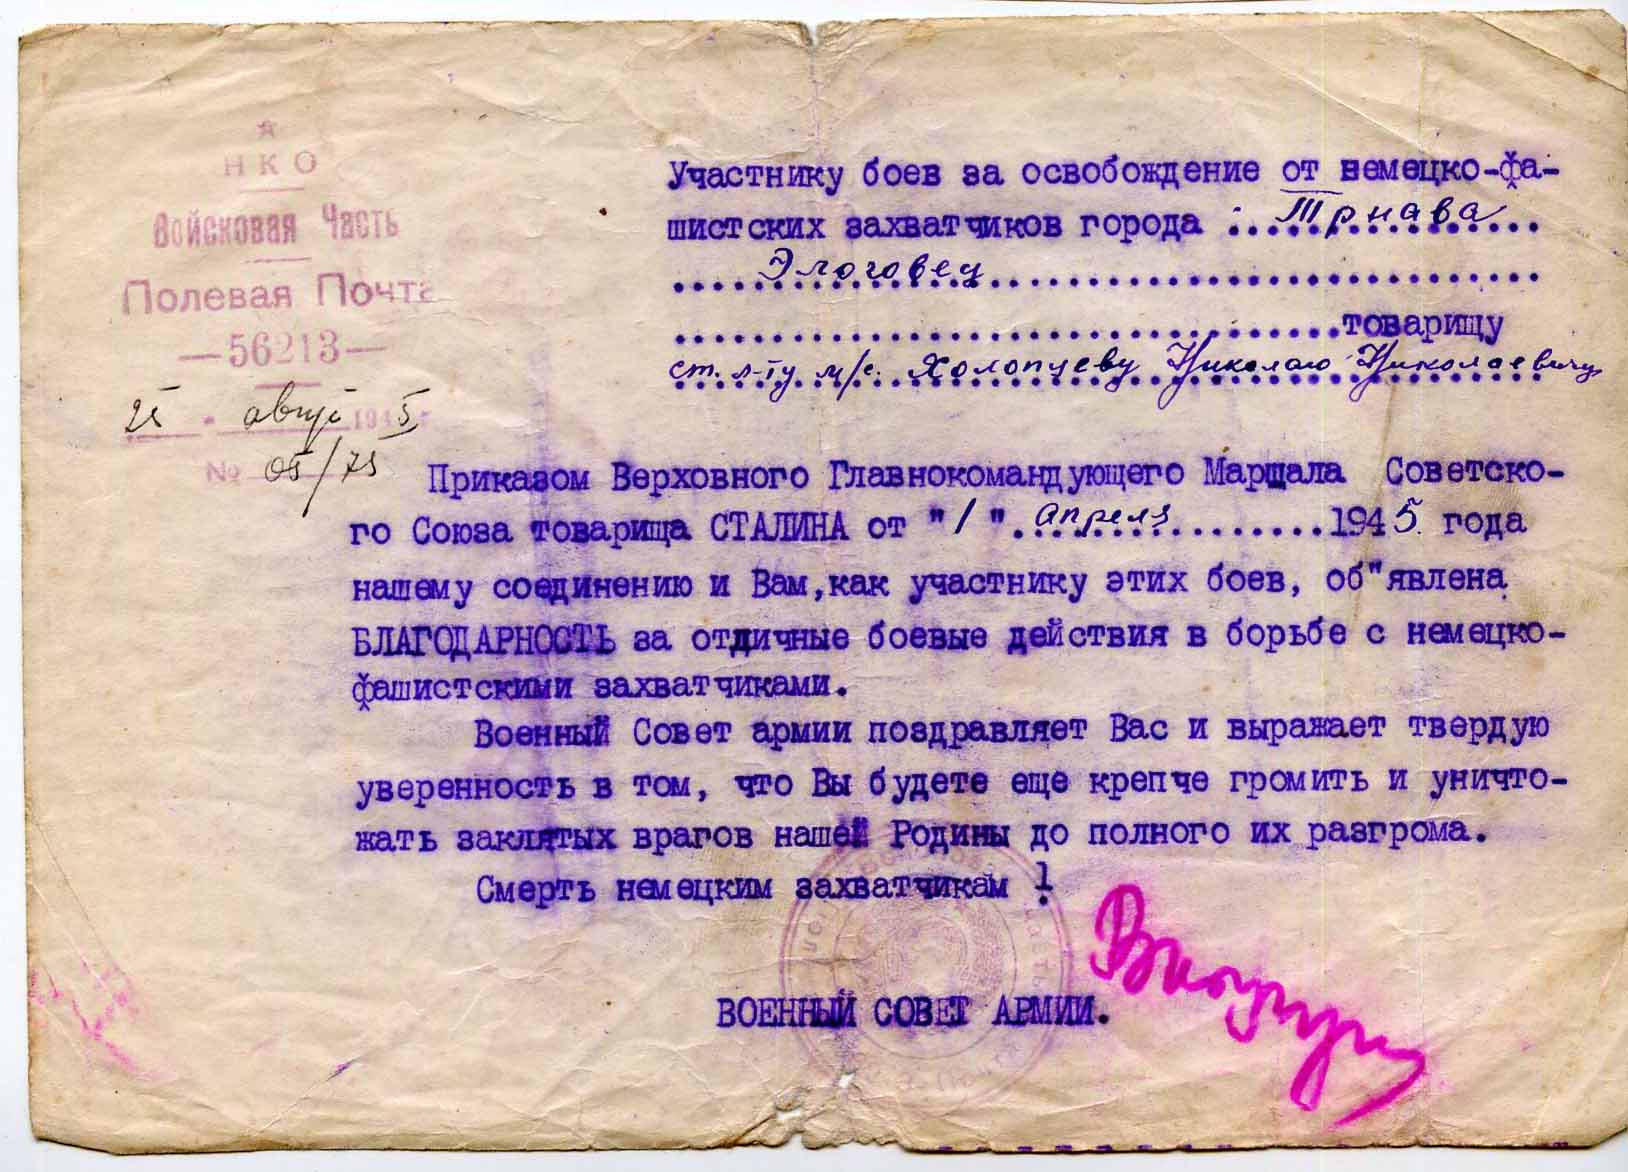 НКО
Войсковая Часть
Полевая Почта
—56213—
25 август 1945
№ 05/75
Участнику боев за освобождение от немецко-фа-
шистских захватчиков города : Трнава
Глоговец
товарищу
ст. л-ту м/с. Холопцеву Николаю Николаевичу
Приказом Верховного Главнокомандующего Маршала Советско-
го Союза товарища СТАЛИНА от "1" апреля 1945 года
нашему соединению и Вам, как участнику этих боев, об"явлена
БЛАГОДАРНОСТЬ за отдичные боевые действия в борьбе с немецко-
фашистскими захватчиками.
Военный Совет армии поздравляет Вас и выражает твердую
уверенность в том, что Вы будете еще крепче громить и уничто-
жать заклятых врагов нашей Родины до полного их разгрома.
Смерть немецким захватчикам !
ВОЕННЫЙ СОВЕТ АРМИИ.